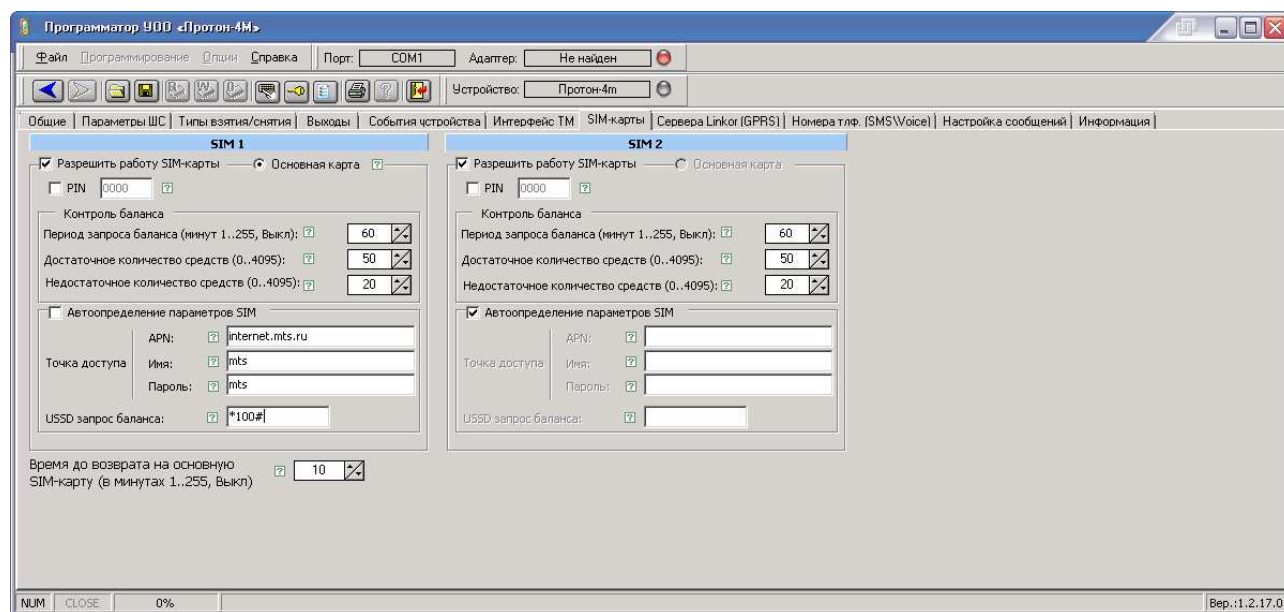 Программатор УОО «Протон-4М»
Файл Программирование Опции Справка Порт: COM1 Адаптер: Не найден
Устройство: Протон-4m
Общие Параметры ШС Типы взятия/снятия Выходы События устройства Интерфейс ТМ SIM-карты Сервера Linkor (GPRS) Номера тлф. (SMS\Voice) Настройка сообщений Информация
SIM 1
Разрешить работу SIM-карты Основная карта ?
PIN 0000 ?
Контроль баланса
Период запроса баланса (минут 1..255, Выкл): ? 60
Достаточное количество средств (0..4095): ? 50
Недостаточное количество средств (0..4095): ? 20
Автоопределение параметров SIM
Точка доступа
APN: ? internet.mts.ru
Имя: ? mts
Пароль: ? mts
USSD запрос баланса: ? *100#
SIM 2
Разрешить работу SIM-карты Основная карта
PIN 0000 ?
Контроль баланса
Период запроса баланса (минут 1..255, Выкл): ? 60
Достаточное количество средств (0..4095): ? 50
Недостаточное количество средств (0..4095): ? 20
Автоопределение параметров SIM
Точка доступа
APN: ?
Имя: ?
Пароль: ?
USSD запрос баланса: ?
Время до возврата на основную
SIM-карту (в минутах 1..255, Выкл) ? 10
NUM CLOSE 0% Вер.:1.2.17.0